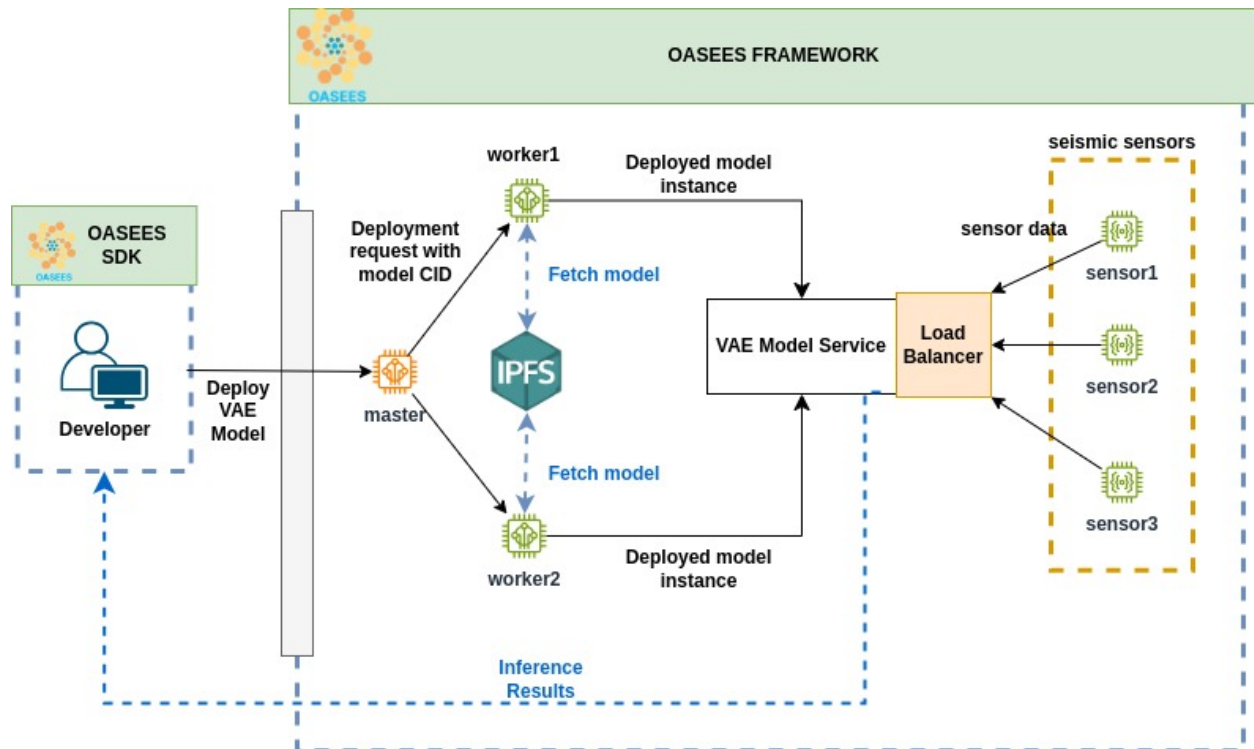 OASEES FRAMEWORK
OASEES
OASEES
SDK
OASEES
Developer
Deploy
VAE
Model
master
Deployment
request with
model CID
worker1
Fetch model
IPFS
Fetch model
worker2
Deployed model
instance
Deployed model
instance
VAE Model Service
Load
Balancer
seismic sensors
sensor data
sensor1
sensor2
sensor3
Inference
Results